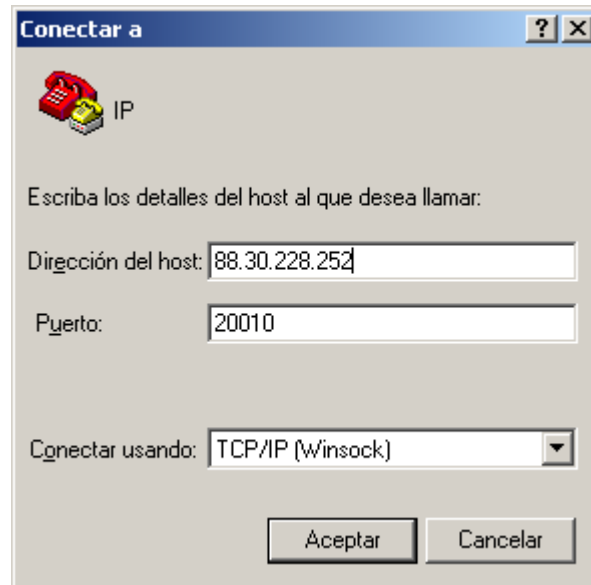 Conectar a
IP
Escriba los detalles del host al que desea llamar:
Dirección del host: 88.30.228.252
Puerto: 20010
Conectar usando: TCP/IP (Winsock)
Aceptar Cancelar